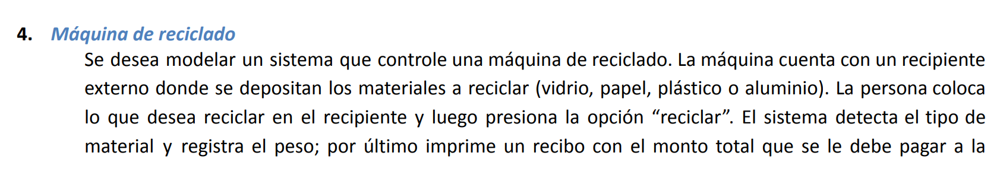 4. Máquina de reciclado
Se desea modelar un sistema que controle una máquina de reciclado. La máquina cuenta con un recipiente
externo donde se depositan los materiales a reciclar (vidrio, papel, plástico o aluminio). La persona coloca
lo que desea reciclar en el recipiente y luego presiona la opción “reciclar”. El sistema detecta el tipo de
material y registra el peso; por último imprime un recibo con el monto total que se le debe pagar a la